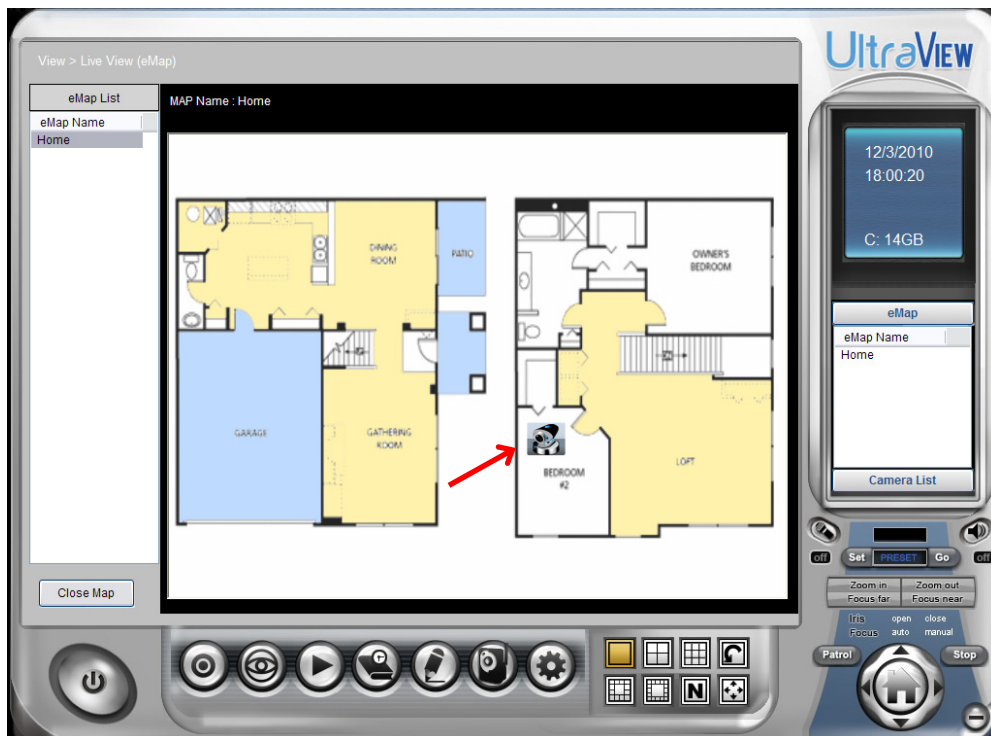 View > Live View (eMap)
UltraVIEW
eMap List
MAP Name : Home
eMap Name
Home
12/3/2010
18:00:20
C: 14GB
DINING
ROOM
PATIO
OWNER'S
BEDROOM
GARAGE
GATHERING
ROOM
BEDROOM
#2
LOFT
eMap
eMap Name
Home
Camera List
off
Set
PRESET
Go
off
Zoom in
Zoom out
Focus far
Focus near
Iris open close
Focus auto manual
Patrol
Stop
Close Map
N